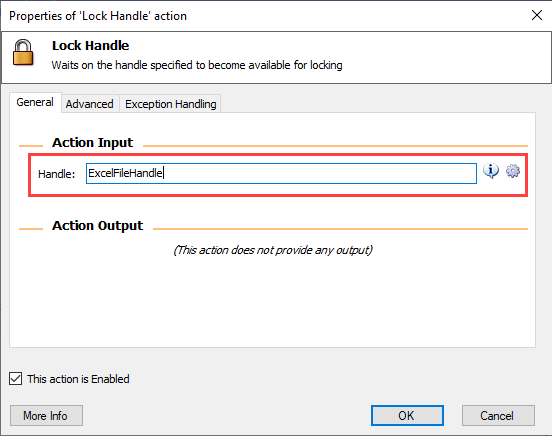 Properties of 'Lock Handle' action
Lock Handle
Waits on the handle specified to become available for locking
General Advanced Exception Handling
Action Input
Handle: ExcelFileHandle
Action Output
(This action does not provide any output)
This action is Enabled
More Info OK Cancel